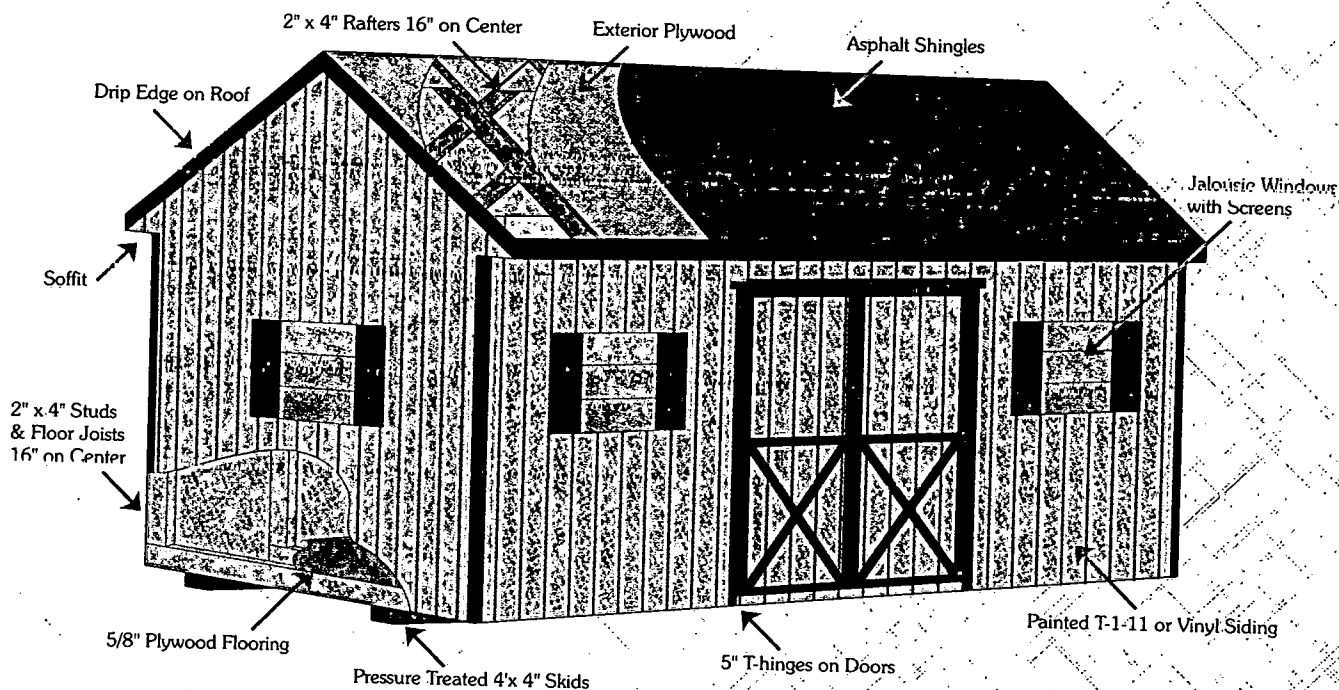 2" x 4" Rafters 16" on Center
Exterior Plywood
Asphalt Shingles
Drip Edge on Roof
Jalousie Windows
with Screens
Soffit
2" x 4" Studs
& Floor Joists
16" on Center
5/8" Plywood Flooring
Pressure Treated 4'x 4" Skids
5" T-hinges on Doors
Painted T-1-11 or Vinyl Siding